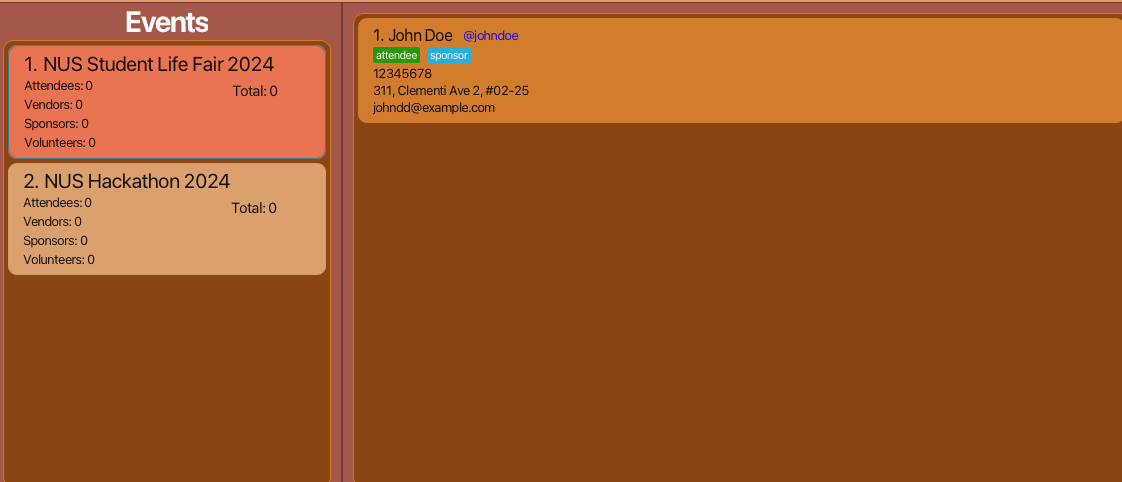 Events
1. NUS Student Life Fair 2024
Attendees: 0
Total: 0
Vendors: 0
Sponsors: 0
Volunteers: 0
2. NUS Hackathon 2024
Attendees: 0
Total: 0
Vendors: 0
Sponsors: 0
Volunteers: 0
1. John Doe @johndoe
attendee sponsor
12345678
311, Clementi Ave 2, #02-25
johndd@example.com